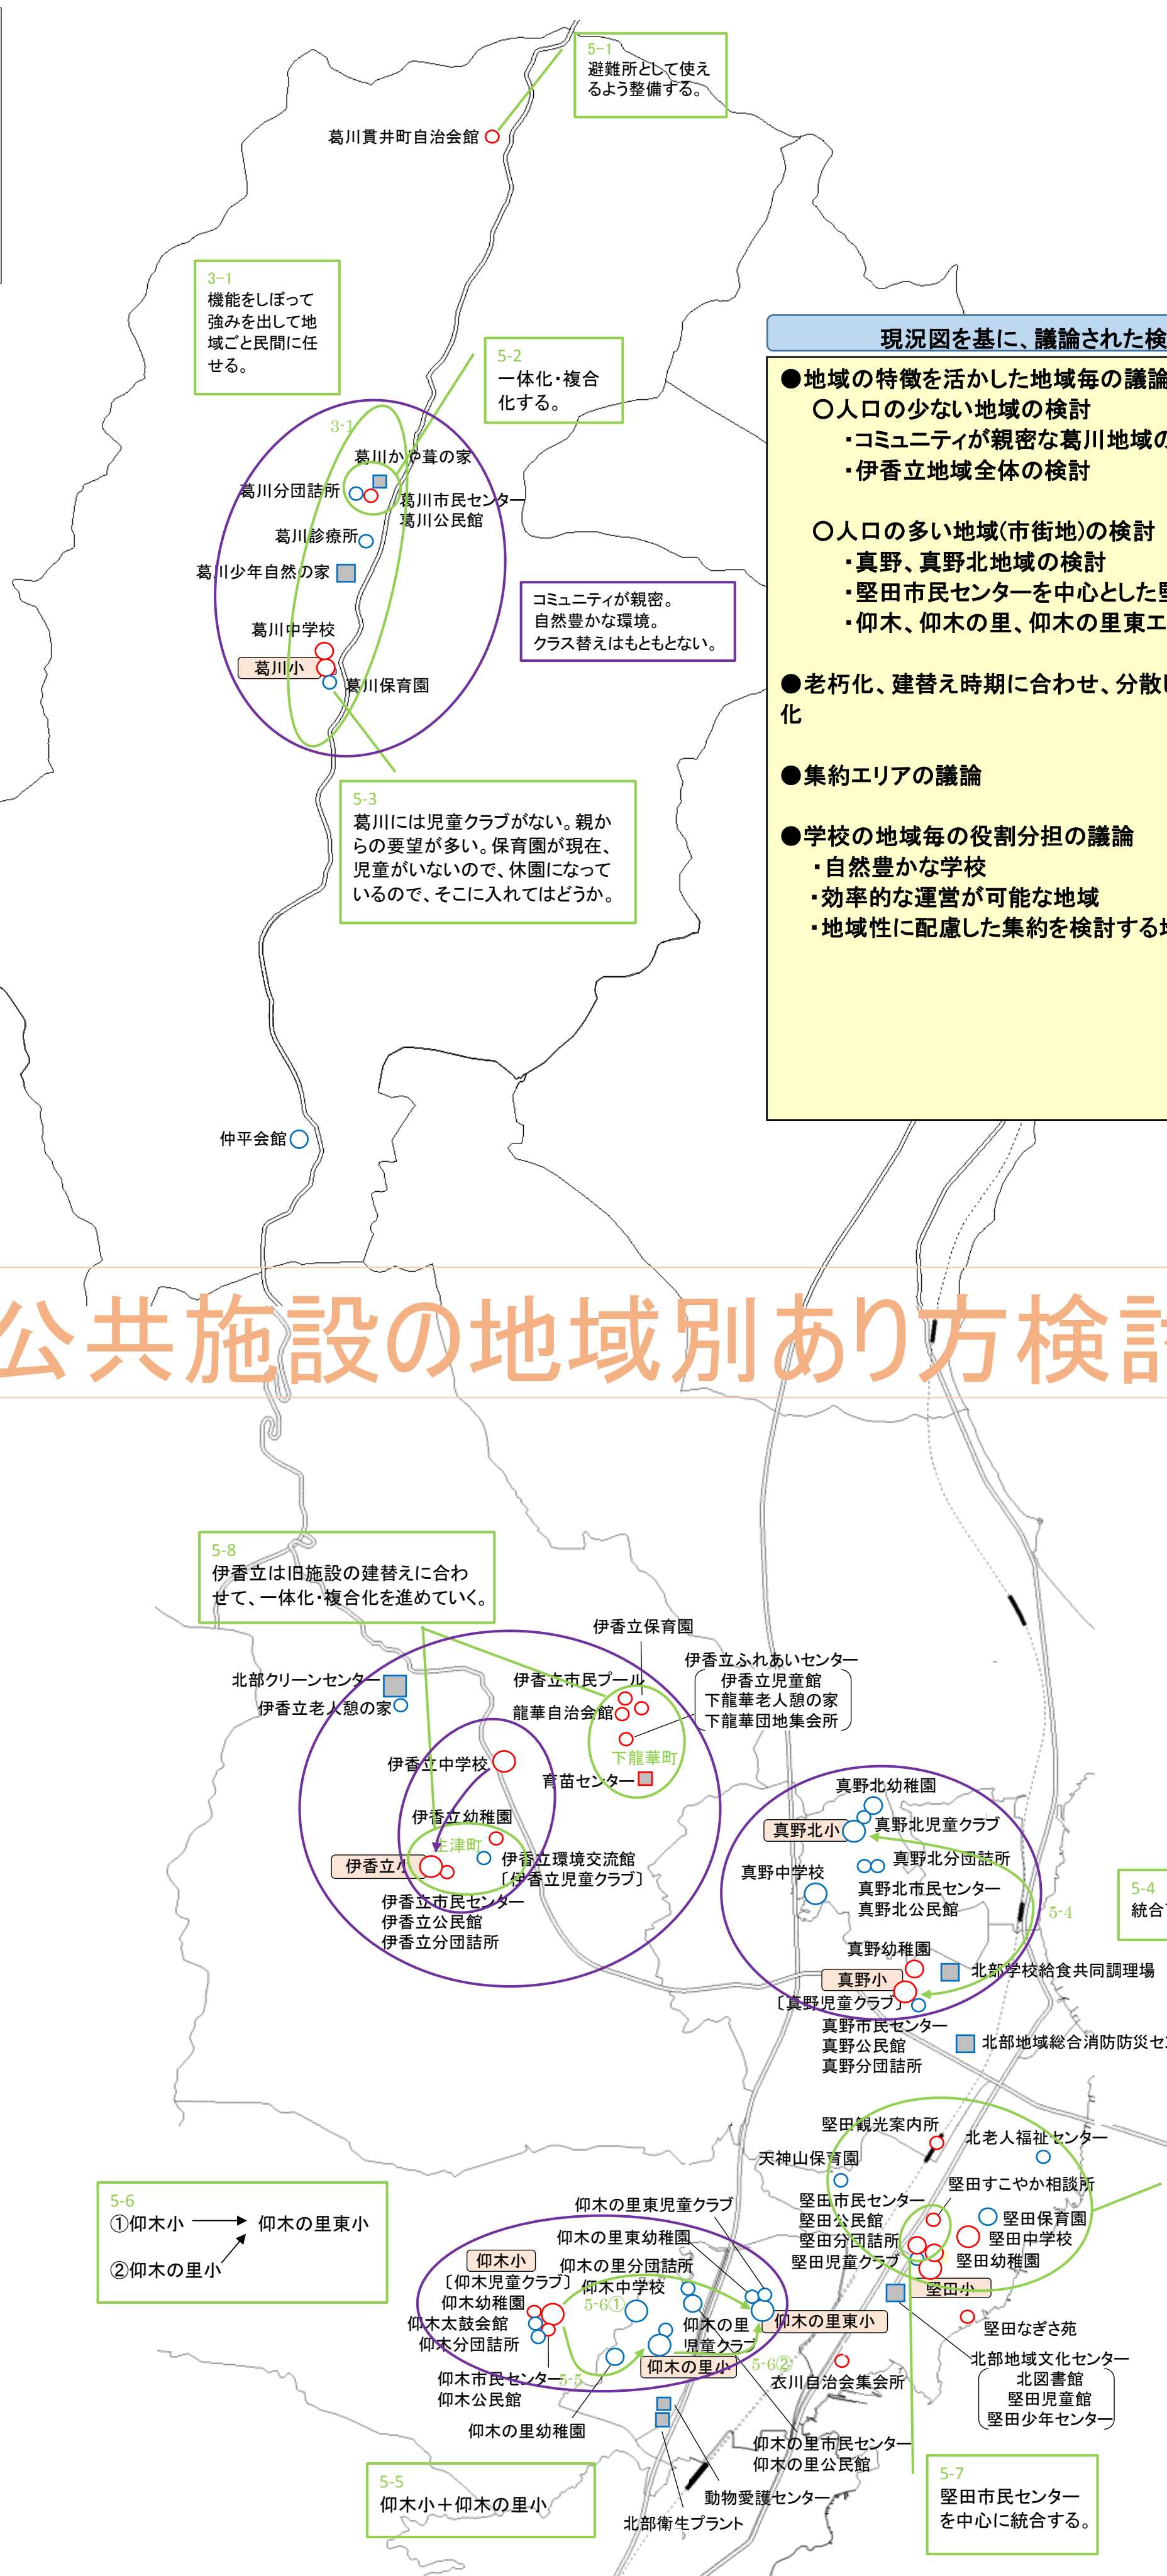 5-1
避難所として使え
るよう整備する。
葛川貫井町自治会館
3-1
機能をしぼって
強みを出して地
域ごと民間に任
せる。
5-2
一体化・複合
化する。
3-1
葛川かや葺の家
葛川分団詰所
葛川市民センター
葛川公民館
葛川診療所
葛川少年自然の家
葛川中学校
葛川小
葛川保育園
コミュニティが親密。
自然豊かな環境。
クラス替えはもともとない。
5-3
葛川には児童クラブがない。親か
らの要望が多い。保育園が現在、
児童がいないので、休園になって
いるので、そこに入れてはどうか。
現況図を基に、議論された検
●地域の特徴を活かした地域毎の議論
○人口の少ない地域の検討
・コミュニティが親密な葛川地域の
・伊香立地域全体の検討
○人口の多い地域(市街地)の検討
・真野、真野北地域の検討
・堅田市民センターを中心とした堅
・仰木、仰木の里、仰木の里東エ
●老朽化、建替え時期に合わせ、分散し
化
●集約エリアの議論
●学校の地域毎の役割分担の議論
・自然豊かな学校
・効率的な運営が可能な地域
・地域性に配慮した集約を検討する地
仲平会館
公共施設の地域別あり方検討
5-8
伊香立は旧施設の建替えに合わ
せて、一体化・複合化を進めていく。
北部クリーンセンター
伊香立老人憩の家
伊香立保育園
伊香立市民プール
龍華自治会館
伊香立ふれあいセンター
伊香立児童館
下龍華老人憩の家
下龍華団地集会所
下龍華町
育苗センター
伊香立中学校
伊香立幼稚園
生津町
伊香立小
伊香立環境交流館
〔伊香立児童クラブ〕
伊香立市民センター
伊香立公民館
伊香立分団詰所
真野北幼稚園
真野北小
真野北児童クラブ
真野北分団詰所
真野中学校
真野北市民センター
真野北公民館
5-4
5-4
統合
真野幼稚園
真野小
北部学校給食共同調理場
〔真野児童クラブ〕
真野市民センター
真野公民館
真野分団詰所
北部地域総合消防防災セ
堅田観光案内所
北老人福祉センター
天神山保育園
堅田すこやか相談所
堅田市民センター
堅田公民館
堅田分団詰所
堅田児童クラブ
堅田保育園
堅田中学校
堅田幼稚園
堅田小
堅田なぎさ苑
北部地域文化センター
北図書館
堅田児童館
堅田少年センター
5-6
①仰木小 → 仰木の里東小
②仰木の里小
仰木の里東児童クラブ
仰木の里東幼稚園
仰木小
仰木の里分団詰所
〔仰木児童クラブ〕
仰木中学校
仰木幼稚園
5-6①
仰木太鼓会館
仰木分団詰所
仰木の里
児童クラブ
仰木の里東小
仰木の里小
5-6②
仰木市民センター
仰木公民館
5-5
衣川自治会集会所
仰木の里幼稚園
仰木の里市民センター
仰木の里公民館
5-5
仰木小＋仰木の里小
動物愛護センター
北部衛生プラント
5-7
堅田市民センター
を中心に統合する。